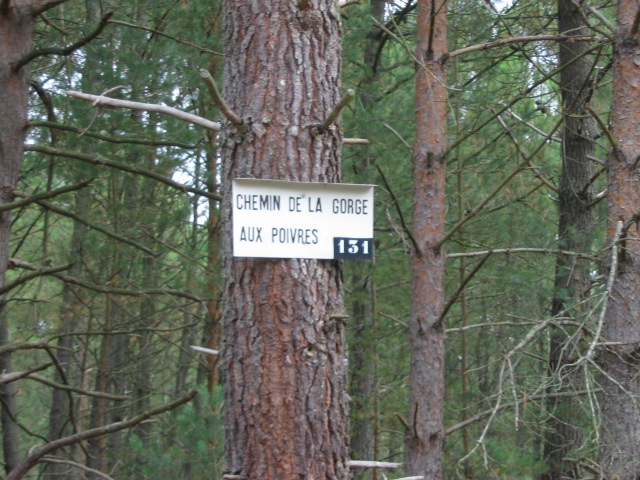 CHEMIN DE LA GORGE
AUX POIVRES 131